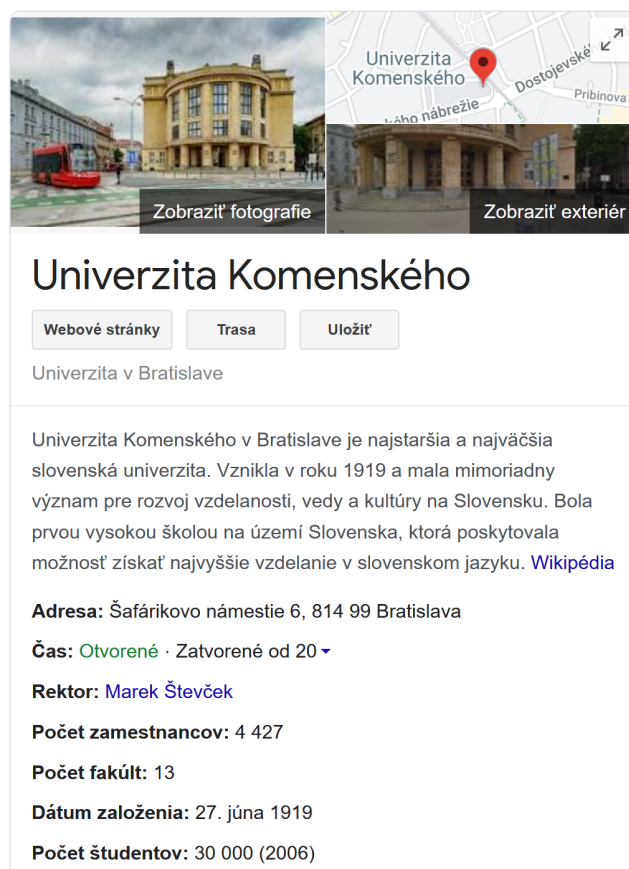 Univerzita
Komenského
Dostojevské
Pribinova
kého nábrežie
Zobraziť fotografie
Zobraziť exteriér
Univerzita Komenského
Webové stránky
Trasa
Uložiť
Univerzita v Bratislave
Univerzita Komenského v Bratislave je najstaršia a najväčšia
slovenská univerzita. Vznikla v roku 1919 a mala mimoriadny
význam pre rozvoj vzdelanosti, vedy a kultúry na Slovensku. Bola
prvou vysokou školou na území Slovenska, ktorá poskytovala
možnosť získať najvyššie vzdelanie v slovenskom jazyku. Wikipédia
Adresa: Šafárikovo námestie 6, 814 99 Bratislava
Čas: Otvorené · Zatvorené od 20
Rektor: Marek Števček
Počet zamestnancov: 4 427
Počet fakúlt: 13
Dátum založenia: 27. júna 1919
Počet študentov: 30 000 (2006)